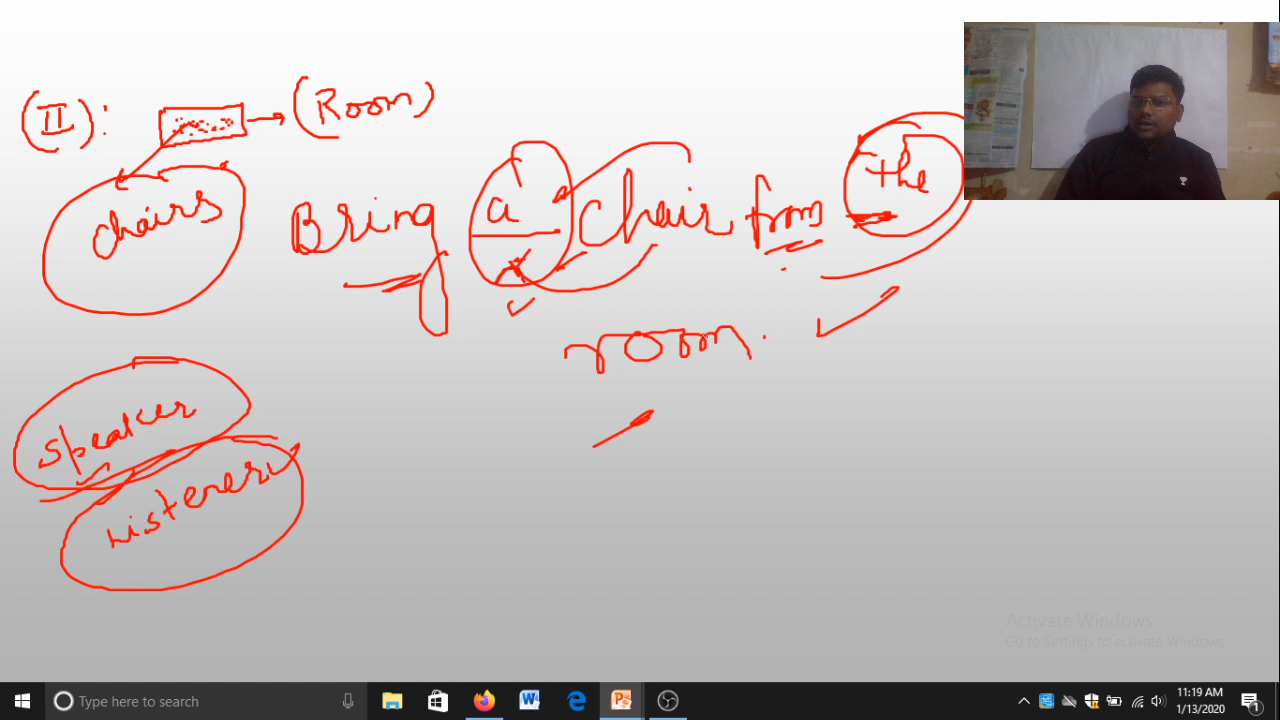 (II): → (Room)
chairs
Bring a chair from the
room.
speaker
Listener
Activate Windows
Go to Settings to activate Windows.
Type here to search
11:19 AM
1/13/2020